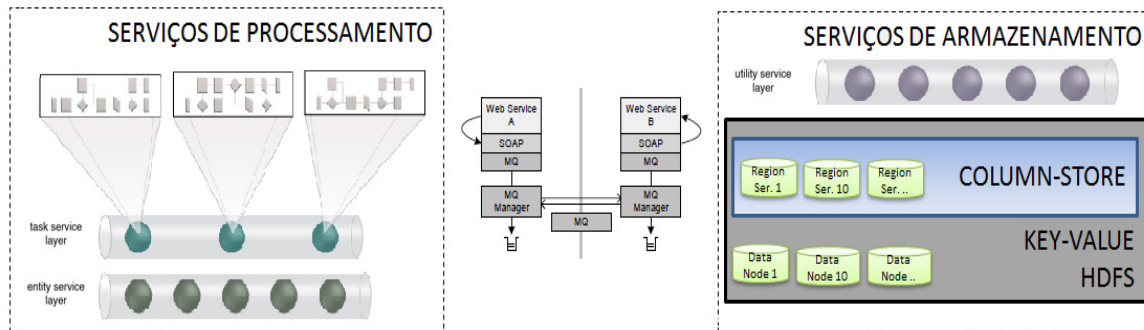 SERVIÇOS DE PROCESSAMENTO
task service
layer
entity service
layer
Web Service
A
SOAP
MQ
MQ
Manager
MQ
Web Service
B
SOAP
MQ
MQ
Manager
SERVIÇOS DE ARMAZENAMENTO
utility service
layer
Region
Ser. 1
Region
Ser. 10
Region
Ser. ..
COLUMN-STORE
KEY-VALUE
HDFS
Data
Node 1
Data
Node 10
Data
Node ..